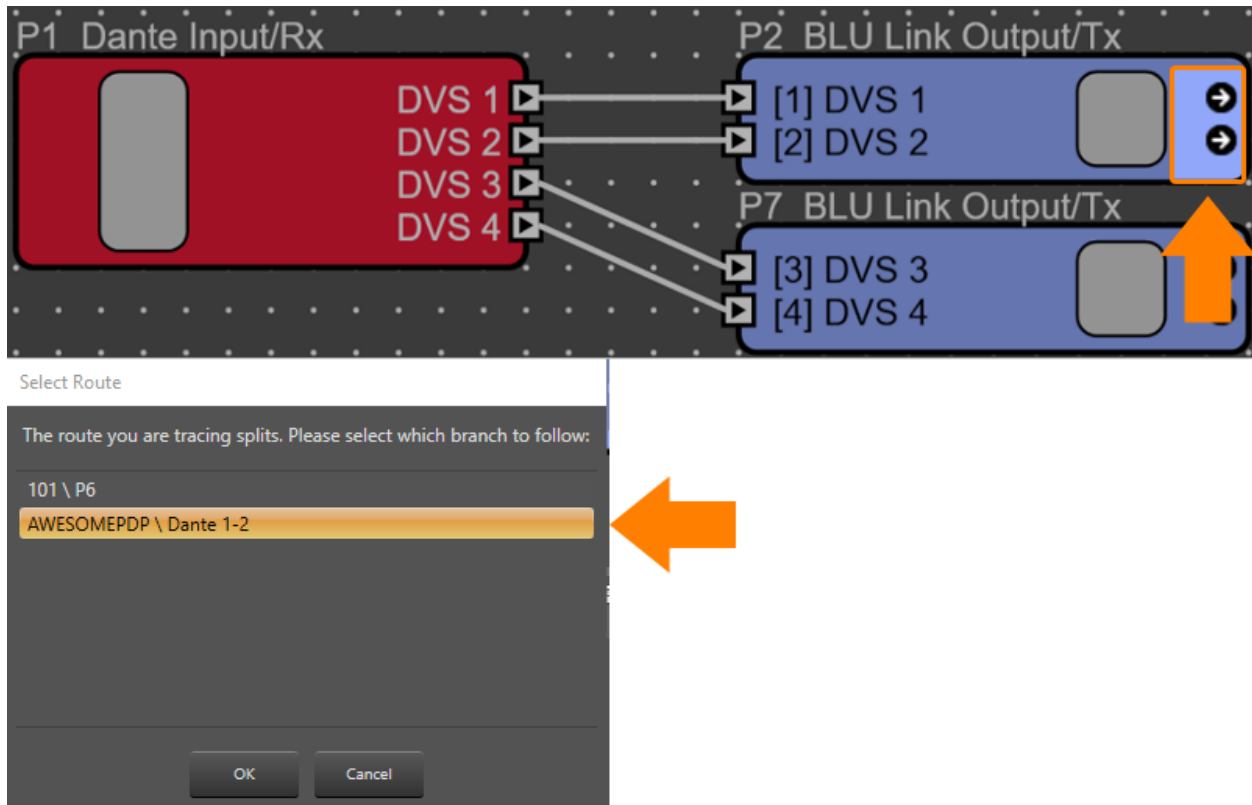 P1 Dante Input/Rx
DVS 1
DVS 2
DVS 3
DVS 4
P2 BLU Link Output/Tx
[1] DVS 1
[2] DVS 2
P7 BLU Link Output/Tx
[3] DVS 3
[4] DVS 4
Select Route
The route you are tracing splits. Please select which branch to follow:
101 \ P6
AWESOMEPDP \ Dante 1-2
OK
Cancel